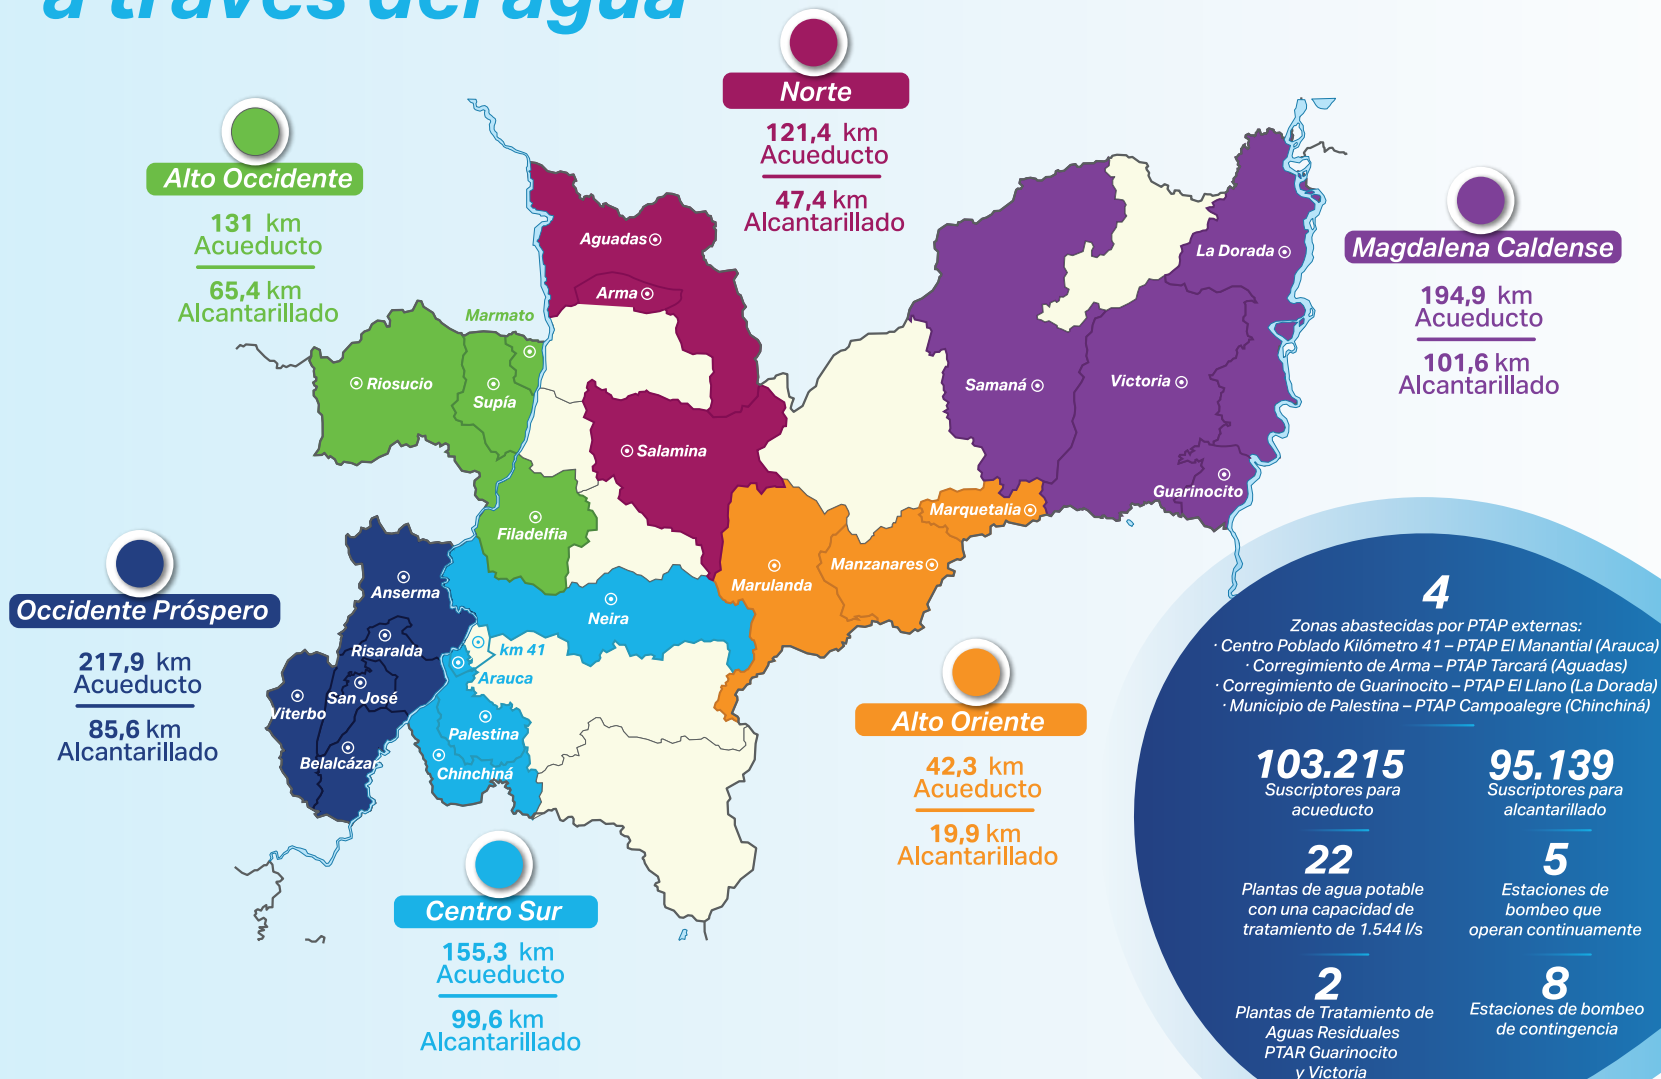 a través del agua
Norte
121,4 km
Acueducto
47,4 km
Alcantarillado
Alto Occidente
131 km
Acueducto
65,4 km
Alcantarillado
Magdalena Caldense
194,9 km
Acueducto
101,6 km
Alcantarillado
Aguadas
Arma
Marmato
Riosucio
Supía
Salamina
Filadelfia
La Dorada
Samaná
Victoria
Guarinocito
Marquetalia
Manzanares
Marulanda
Neira
km 41
Arauca
Palestina
Chinchiná
Anserma
Risaralda
San José
Viterbo
Belalcázar
Occidente Próspero
217,9 km
Acueducto
85,6 km
Alcantarillado
Alto Oriente
42,3 km
Acueducto
19,9 km
Alcantarillado
Centro Sur
155,3 km
Acueducto
99,6 km
Alcantarillado
4
Zonas abastecidas por PTAP externas:
· Centro Poblado Kilómetro 41 – PTAP El Manantial (Arauca)
· Corregimiento de Arma – PTAP Tarcará (Aguadas)
· Corregimiento de Guarinocito – PTAP El Llano (La Dorada)
· Municipio de Palestina – PTAP Campoalegre (Chinchiná)
103.215
Suscriptores para
acueducto
95.139
Suscriptores para
alcantarillado
22
Plantas de agua potable
con una capacidad de
tratamiento de 1.544 l/s
5
Estaciones de
bombeo que
operan continuamente
2
Plantas de Tratamiento de
Aguas Residuales
PTAR Guarinocito
y Victoria
8
Estaciones de bombeo
de contingencia